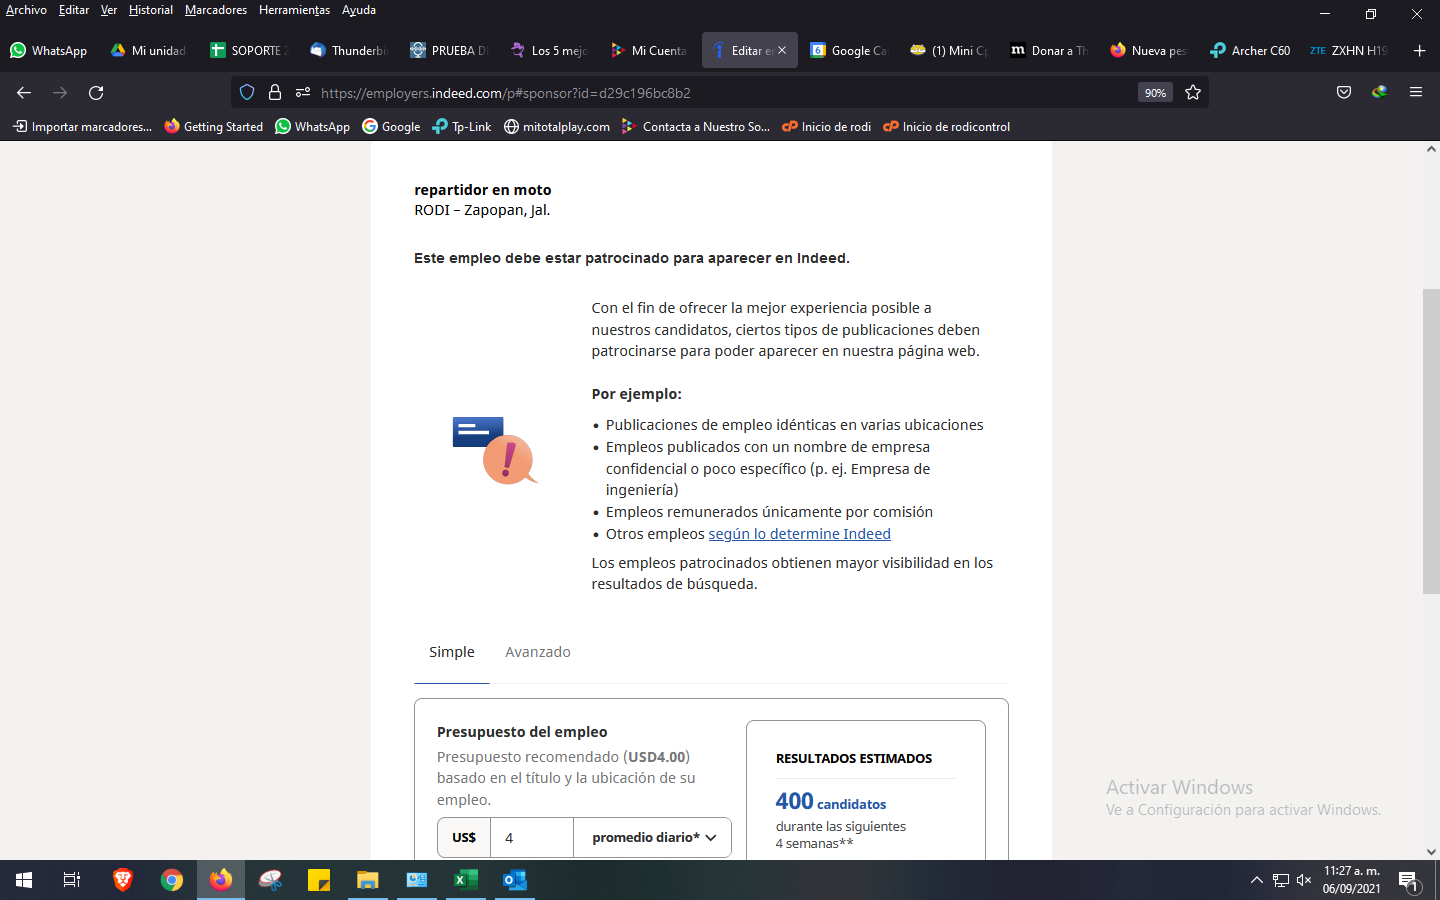 Archivo Editar Ver Historial Marcadores Herramientas Ayuda
WhatsApp Mi unidad SOPORTE 2 Thunderbi PRUEBA D Los 5 mejo Mi Cuenta Editar e Google Ca (1) Mini C Donar a Th Nueva pes Archer C60 ZTE ZXHN H19
https://employers.indeed.com/p#sponsor?id=d29c196bc8b2 90%
Importar marcadores... Getting Started WhatsApp Google Tp-Link mitotalplay.com Contacta a Nuestro So... Inicio de rodi Inicio de rodicontrol
repartidor en moto
RODI – Zapopan, Jal.
Este empleo debe estar patrocinado para aparecer en Indeed.
Con el fin de ofrecer la mejor experiencia posible a
nuestros candidatos, ciertos tipos de publicaciones deben
patrocinarse para poder aparecer en nuestra página web.
Por ejemplo:
• Publicaciones de empleo idénticas en varias ubicaciones
• Empleos publicados con un nombre de empresa
confidencial o poco específico (p. ej. Empresa de
ingeniería)
• Empleos remunerados únicamente por comisión
• Otros empleos según lo determine Indeed
Los empleos patrocinados obtienen mayor visibilidad en los
resultados de búsqueda.
Simple Avanzado
Presupuesto del empleo
Presupuesto recomendado (USD4.00)
basado en el título y la ubicación de su
empleo.
US$ 4 promedio diario*
RESULTADOS ESTIMADOS
400 candidatos
durante las siguientes
4 semanas**
Activar Windows
Ve a Configuración para activar Windows.
11:27 a. m.
06/09/2021
1